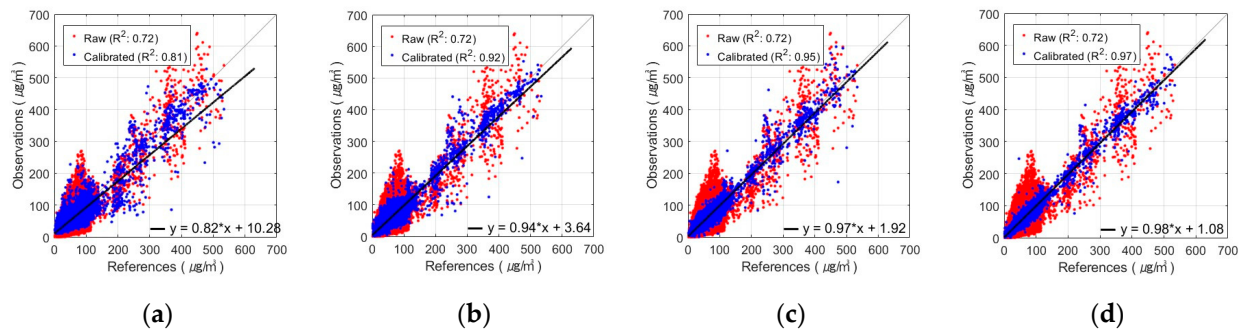 700
600
500
400
300
200
100
0
Observations ( µg/m³ )
Raw (R²: 0.72)
Calibrated (R²: 0.81)
y = 0.82*x + 10.28
0 100 200 300 400 500 600 700
References ( µg/m³ )
(a)
700
600
500
400
300
200
100
0
Observations ( µg/m³ )
Raw (R²: 0.72)
Calibrated (R²: 0.92)
y = 0.94*x + 3.64
0 100 200 300 400 500 600 700
References ( µg/m³ )
(b)
700
600
500
400
300
200
100
0
Observations ( µg/m³ )
Raw (R²: 0.72)
Calibrated (R²: 0.95)
y = 0.97*x + 1.92
0 100 200 300 400 500 600 700
References ( µg/m³ )
(c)
700
600
500
400
300
200
100
0
Observations ( µg/m³ )
Raw (R²: 0.72)
Calibrated (R²: 0.97)
y = 0.98*x + 1.08
0 100 200 300 400 500 600 700
References ( µg/m³ )
(d)